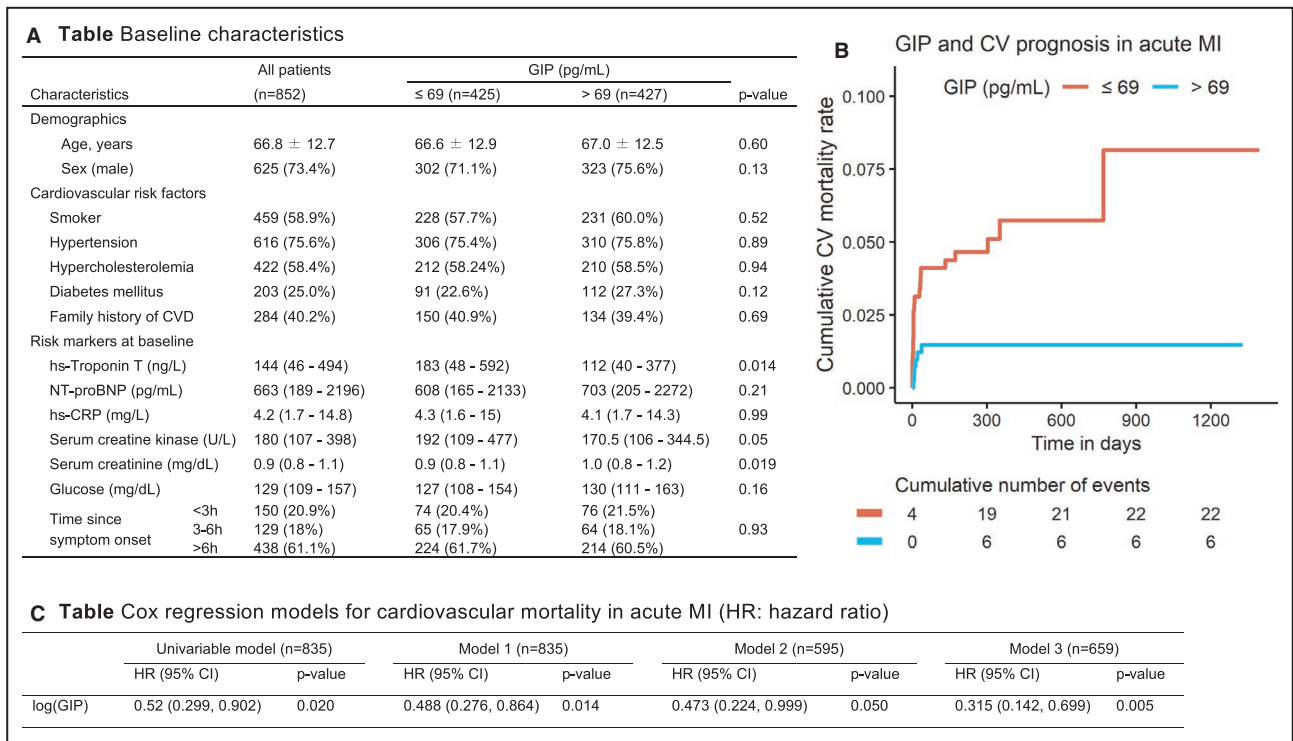 A Table Baseline characteristics
All patients GIP (pg/mL)
Characteristics (n=852) ≤ 69 (n=425) > 69 (n=427) p-value
Demographics
Age, years 66.8 ± 12.7 66.6 ± 12.9 67.0 ± 12.5 0.60
Sex (male) 625 (73.4%) 302 (71.1%) 323 (75.6%) 0.13
Cardiovascular risk factors
Smoker 459 (58.9%) 228 (57.7%) 231 (60.0%) 0.52
Hypertension 616 (75.6%) 306 (75.4%) 310 (75.8%) 0.89
Hypercholesterolemia 422 (58.4%) 212 (58.24%) 210 (58.5%) 0.94
Diabetes mellitus 203 (25.0%) 91 (22.6%) 112 (27.3%) 0.12
Family history of CVD 284 (40.2%) 150 (40.9%) 134 (39.4%) 0.69
Risk markers at baseline
hs-Troponin T (ng/L) 144 (46 - 494) 183 (48 - 592) 112 (40 - 377) 0.014
NT-proBNP (pg/mL) 663 (189 - 2196) 608 (165 - 2133) 703 (205 - 2272) 0.21
hs-CRP (mg/L) 4.2 (1.7 - 14.8) 4.3 (1.6 - 15) 4.1 (1.7 - 14.3) 0.99
Serum creatine kinase (U/L) 180 (107 - 398) 192 (109 - 477) 170.5 (106 - 344.5) 0.05
Serum creatinine (mg/dL) 0.9 (0.8 - 1.1) 0.9 (0.8 - 1.1) 1.0 (0.8 - 1.2) 0.019
Glucose (mg/dL) 129 (109 - 157) 127 (108 - 154) 130 (111 - 163) 0.16
Time since symptom onset <3h 150 (20.9%) 74 (20.4%) 76 (21.5%)
3-6h 129 (18%) 65 (17.9%) 64 (18.1%) 0.93
>6h 438 (61.1%) 224 (61.7%) 214 (60.5%)
B GIP and CV prognosis in acute MI
GIP (pg/mL) ≤ 69 > 69
Cumulative CV mortality rate
0.100
0.075
0.050
0.025
0.000
0 300 600 900 1200
Time in days
Cumulative number of events
4 19 21 22 22
0 6 6 6 6
C Table Cox regression models for cardiovascular mortality in acute MI (HR: hazard ratio)
Univariable model (n=835) Model 1 (n=835) Model 2 (n=595) Model 3 (n=659)
HR (95% CI) p-value HR (95% CI) p-value HR (95% CI) p-value HR (95% CI) p-value
log(GIP) 0.52 (0.299, 0.902) 0.020 0.488 (0.276, 0.864) 0.014 0.473 (0.224, 0.999) 0.050 0.315 (0.142, 0.699) 0.005